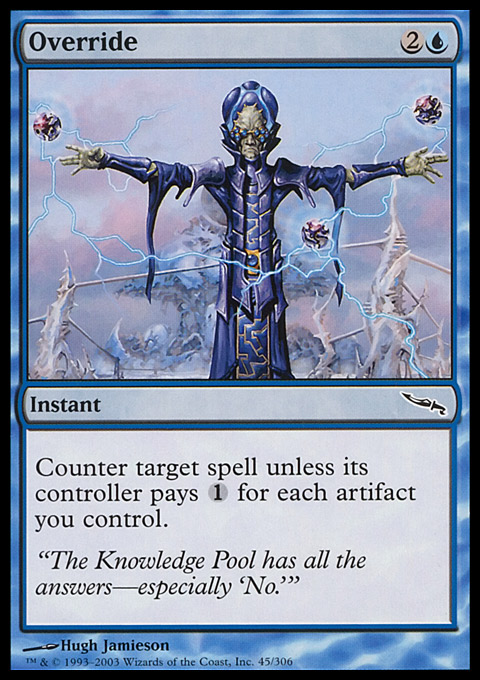 Override 2
Instant
Counter target spell unless its
controller pays 1 for each artifact
you control.
“The Knowledge Pool has all the
answers—especially ‘No.’”
Hugh Jamieson
™ & © 1993–2003 Wizards of the Coast, Inc. 45/306